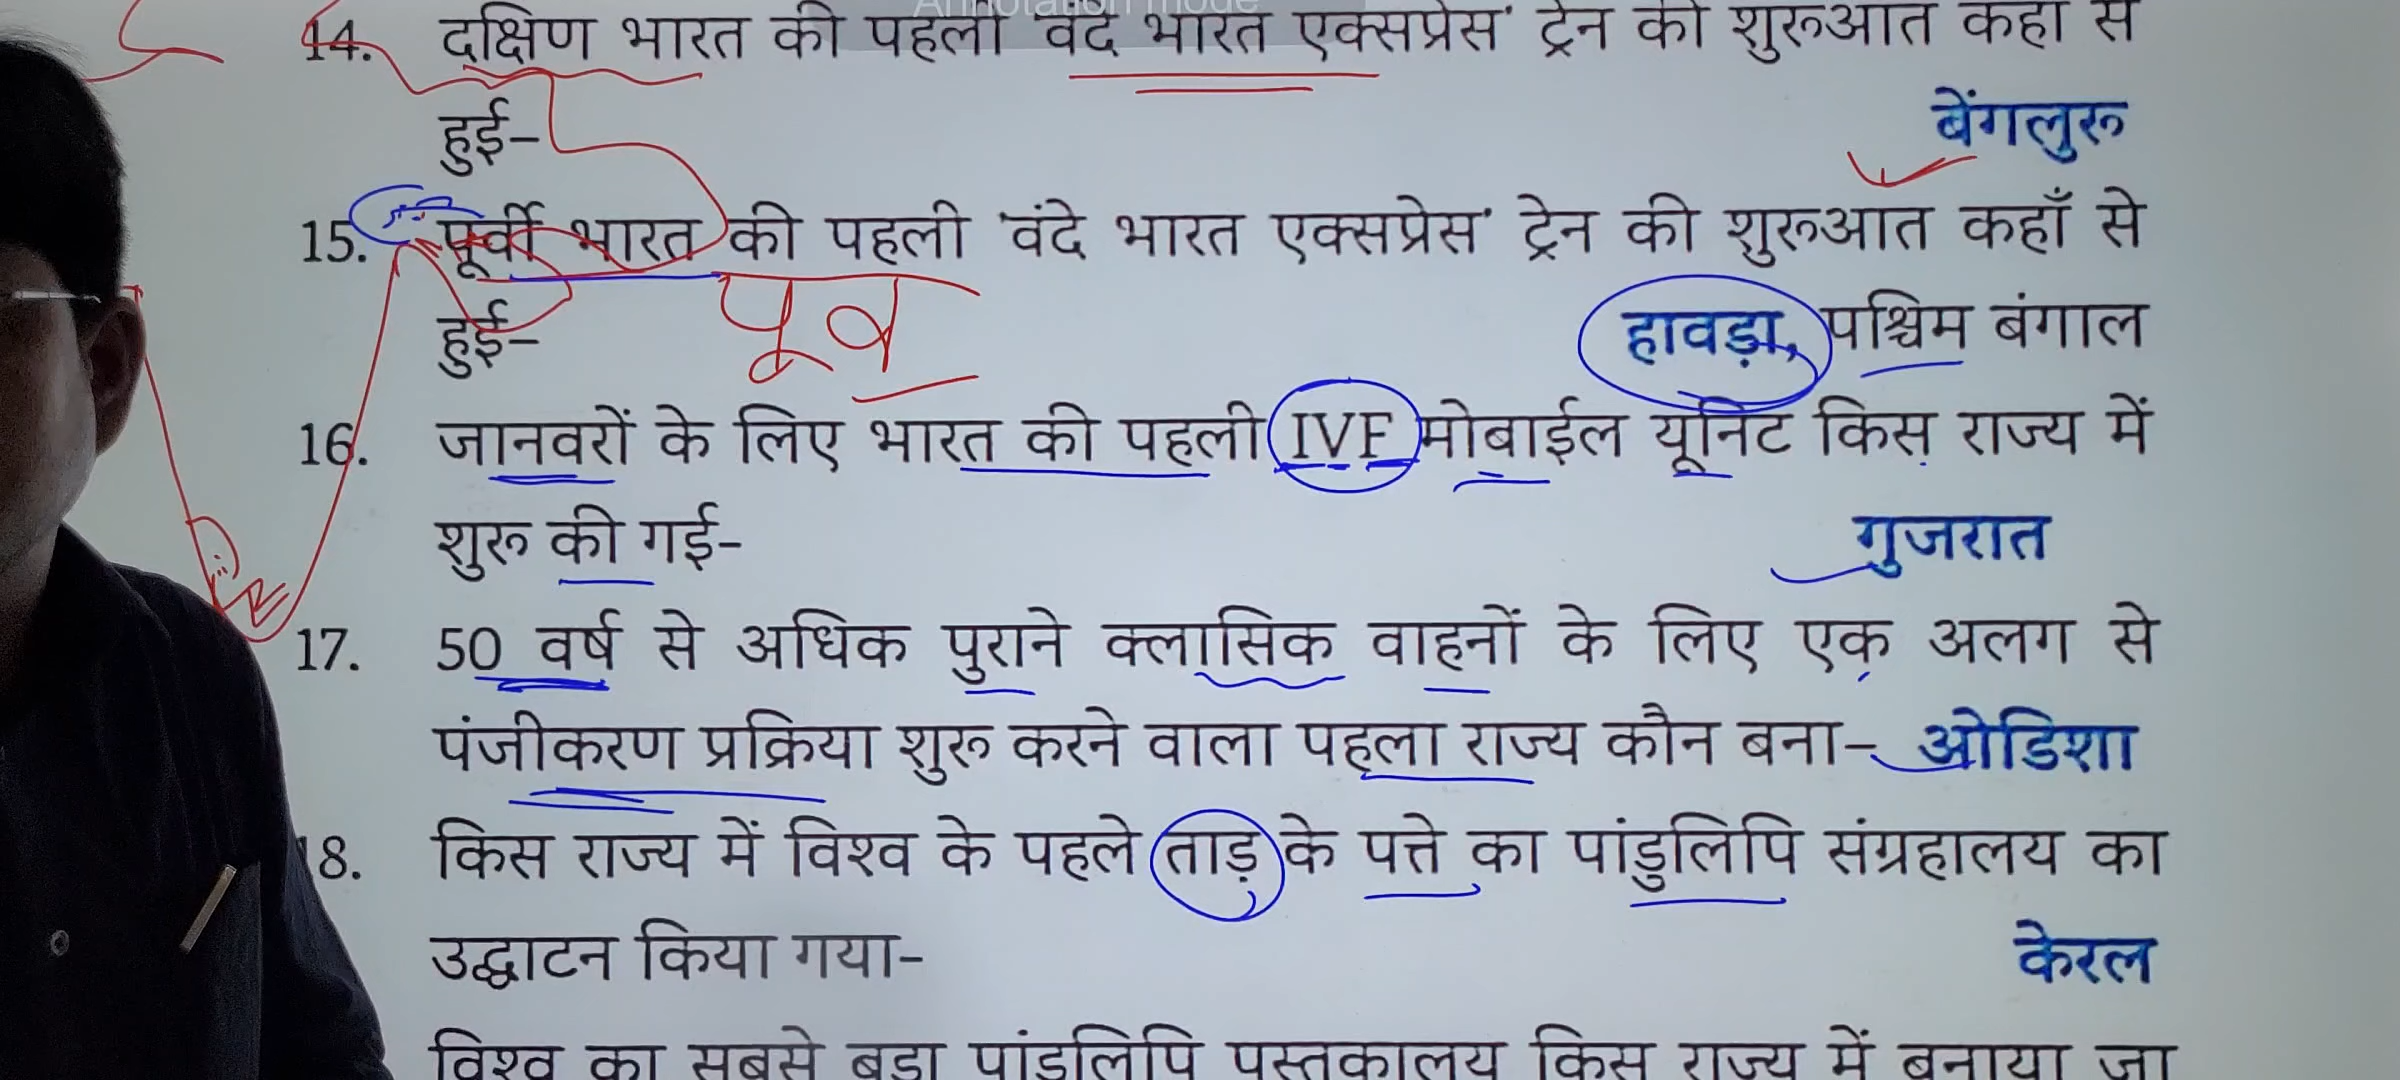 Annotation mode
14. दक्षिण भारत की पहली 'वंदे भारत एक्सप्रेस' ट्रेन की शुरूआत कहाँ से
हुई- बेंगलुरू
15. पूर्वी भारत की पहली 'वंदे भारत एक्सप्रेस' ट्रेन की शुरूआत कहाँ से
हुई- पूर्व हावड़ा, पश्चिम बंगाल
16. जानवरों के लिए भारत की पहली IVF मोबाईल यूनिट किस राज्य में
शुरू की गई- गुजरात
17. 50 वर्ष से अधिक पुराने क्लासिक वाहनों के लिए एक अलग से
पंजीकरण प्रक्रिया शुरू करने वाला पहला राज्य कौन बना- ओडिशा
18. किस राज्य में विश्व के पहले ताड़ के पत्ते का पांडुलिपि संग्रहालय का
उद्घाटन किया गया- केरल
विश्व का सबसे बड़ा पांडुलिपि पुस्तकालय किस राज्य में बनाया जा